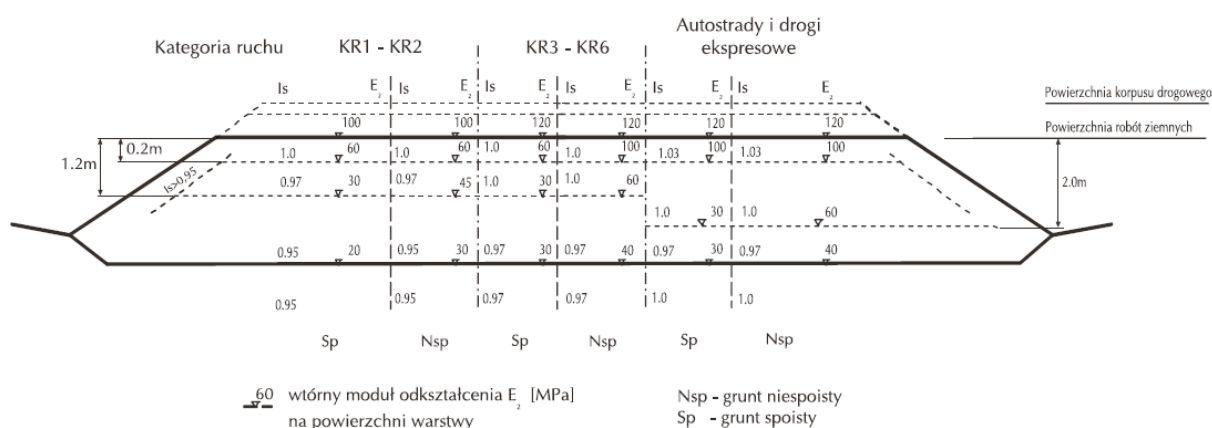 Kategoria ruchu KR1 - KR2 KR3 - KR6 Autostrady i drogi
ekspresowe
Is E₂ Is E₂ Is E₂ Is E₂ Is E₂ Is E₂
Powierzchnia korpusu drogowego
100 100 120 120 120 120
Powierzchnia robót ziemnych
0.2m 1.0 60 1.0 60 1.0 60 1.0 100 1.03 100 1.03 100
1.2m Is>0,95 0.97 30 0.97 45 1.0 30 1.0 60
2.0m
1.0 30 1.0 60
0.95 20 0.95 30 0.97 30 0.97 40 0.97 30 0.97 40
0.95 0.95 0.97 0.97 1.0 1.0
Sp Nsp Sp Nsp Sp Nsp
60 wtórny moduł odkształcenia E₂ [MPa]
na powierzchni warstwy
Nsp - grunt niespoisty
Sp - grunt spoisty